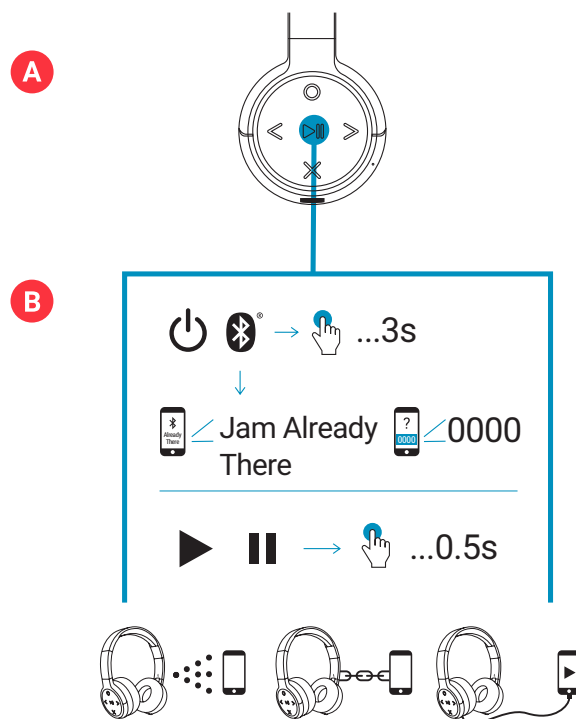 A
B
® ...3s
Already
There
Jam Already
There
?
0000
0000
...0.5s